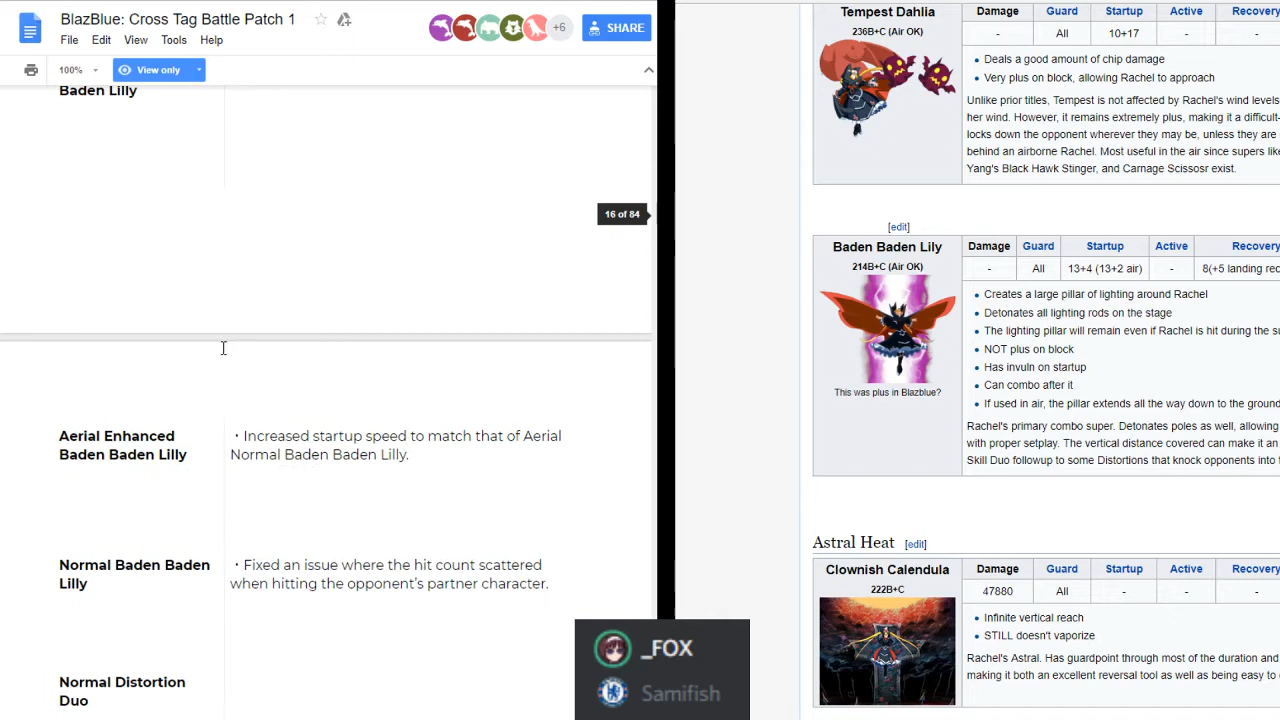 BlazBlue: Cross Tag Battle Patch 1
File Edit View Tools Help
+6
SHARE
100%
View only
Baden Lilly
16 of 84
Aerial Enhanced
Baden Baden Lilly
・Increased startup speed to match that of Aerial
Normal Baden Baden Lilly.
Normal Baden Baden
Lilly
・Fixed an issue where the hit count scattered
when hitting the opponent's partner character.
Normal Distortion
Duo
_FOX
Samifish
Tempest Dahlia
236B+C (Air OK)
Damage Guard Startup Active Recovery
- All 10+17 - -
Deals a good amount of chip damage
Very plus on block, allowing Rachel to approach
Unlike prior titles, Tempest is not affected by Rachel's wind levels
her wind. However, it remains extremely plus, making it a difficult-
locks down the opponent wherever they may be, unless they are
behind an airborne Rachel. Most useful in the air since supers lik
Yang's Black Hawk Stinger, and Carnage Scissosr exist.
[edit]
Baden Baden Lily
214B+C (Air OK)
This was plus in Blazblue?
Damage Guard Startup Active Recovery
- All 13+4 (13+2 air) - 8(+5 landing rec
Creates a large pillar of lighting around Rachel
Detonates all lighting rods on the stage
The lighting pillar will remain even if Rachel is hit during the su
NOT plus on block
Has invuln on startup
Can combo after it
If used in air, the pillar extends all the way down to the ground
Rachel's primary combo super. Detonates poles as well, allowing
with proper setplay. The vertical distance covered can make it an
Skill Duo followup to some Distortions that knock opponents into f
Astral Heat [edit]
Clownish Calendula
222B+C
Damage Guard Startup Active Recovery
47880 All - - -
Infinite vertical reach
STILL doesn't vaporize
Rachel's Astral. Has guardpoint through most of the duration and
making it both an excellent reversal tool as well as being easy to